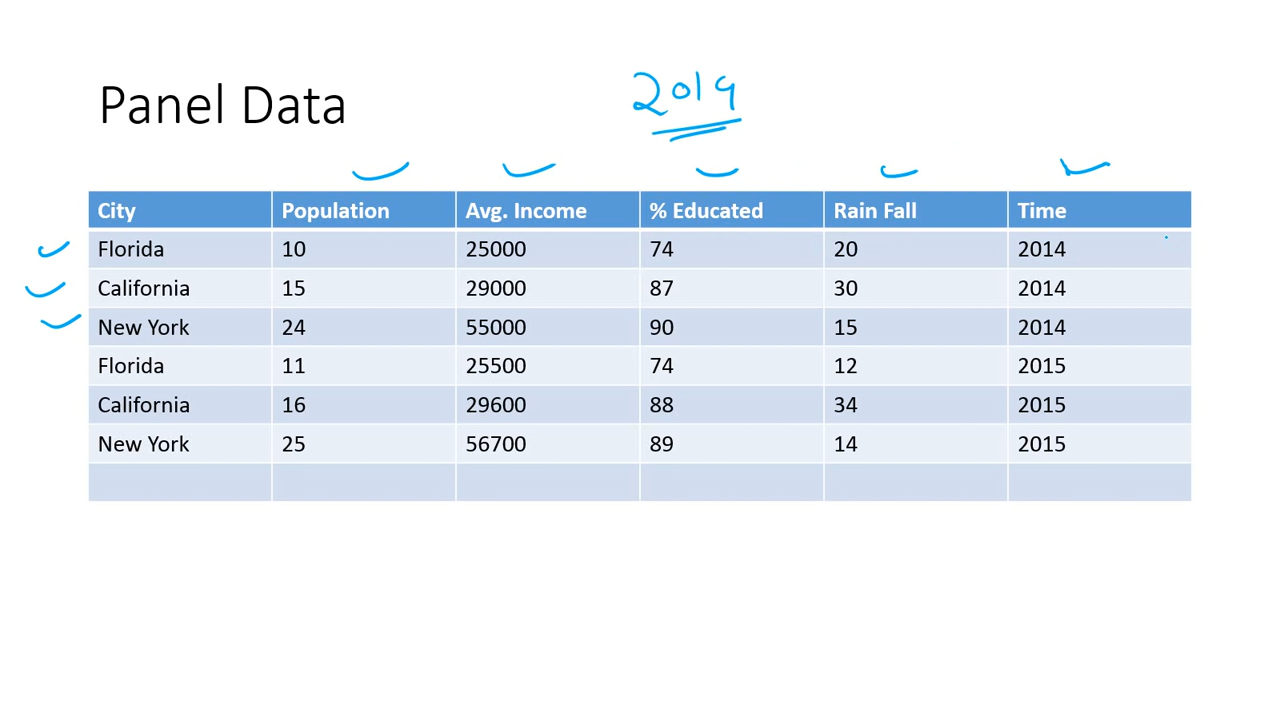 Panel Data
2019
City Population Avg. Income % Educated Rain Fall Time
Florida 10 25000 74 20 2014
California 15 29000 87 30 2014
New York 24 55000 90 15 2014
Florida 11 25500 74 12 2015
California 16 29600 88 34 2015
New York 25 56700 89 14 2015